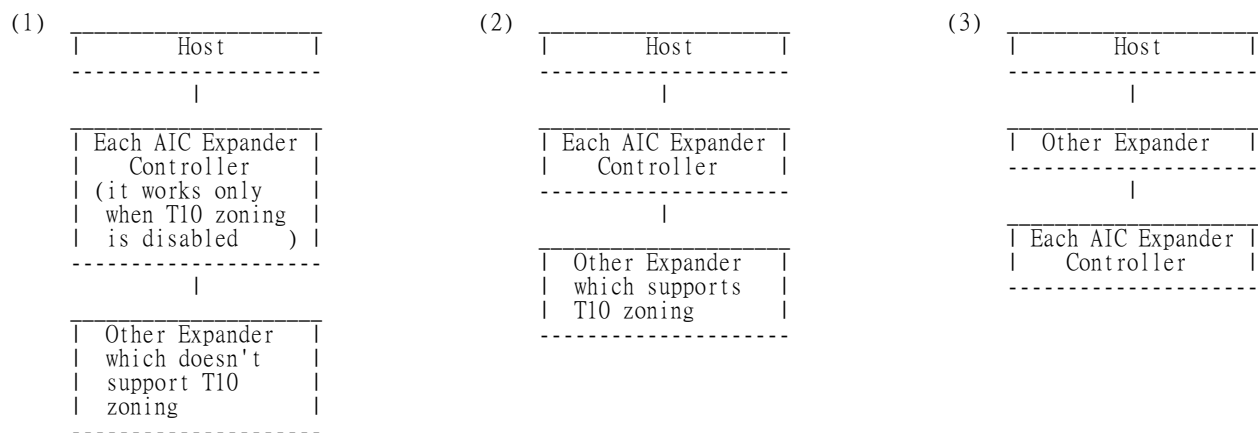 (1)
Host
Each AIC Expander
Controller
(it works only
when T10 zoning
is disabled )
Other Expander
which doesn't
support T10
zoning
(2)
Host
Each AIC Expander
Controller
Other Expander
which supports
T10 zoning
(3)
Host
Other Expander
Each AIC Expander
Controller